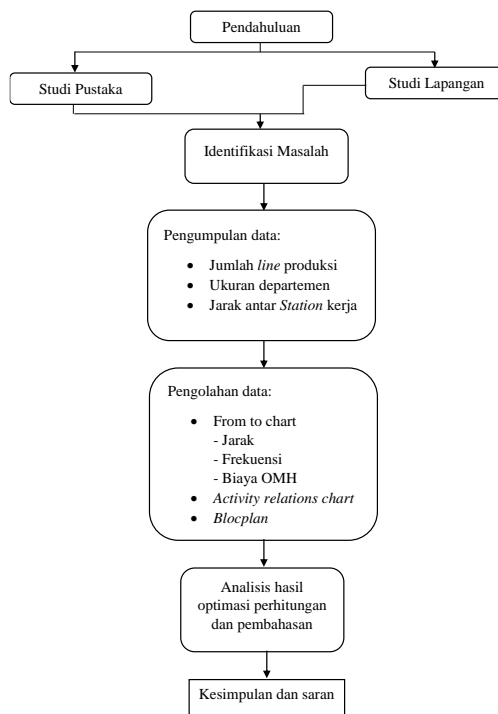 Pendahuluan
Studi Pustaka
Studi Lapangan
Identifikasi Masalah
Pengumpulan data:
• Jumlah line produksi
• Ukuran departemen
• Jarak antar Station kerja
Pengolahan data:
• From to chart
- Jarak
- Frekuensi
- Biaya OMH
• Activity relations chart
• Blocplan
Analisis hasil
optimasi perhitungan
dan pembahasan
Kesimpulan dan saran